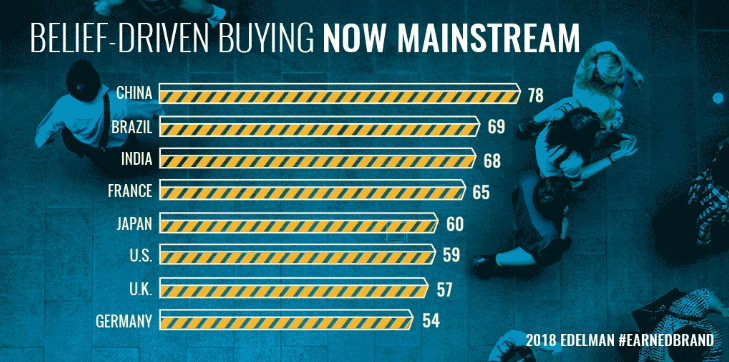 BELIEF-DRIVEN BUYING NOW MAINSTREAM
CHINA 78
BRAZIL 69
INDIA 68
FRANCE 65
JAPAN 60
U.S. 59
U.K. 57
GERMANY 54
2018 EDELMAN #EARNEDBRAND